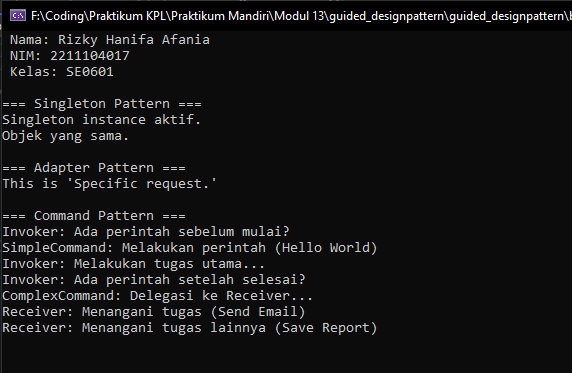 F:\Coding\Praktikum KPL\Praktikum Mandiri\Modul 13\guided_designpattern\guided_designpattern\b
Nama: Rizky Hanifa Afania
NIM: 2211104017
Kelas: SE0601
=== Singleton Pattern ===
Singleton instance aktif.
Objek yang sama.
=== Adapter Pattern ===
This is 'Specific request.'
=== Command Pattern ===
Invoker: Ada perintah sebelum mulai?
SimpleCommand: Melakukan perintah (Hello World)
Invoker: Melakukan tugas utama...
Invoker: Ada perintah setelah selesai?
ComplexCommand: Delegasi ke Receiver...
Receiver: Menangani tugas (Send Email)
Receiver: Menangani tugas lainnya (Save Report)